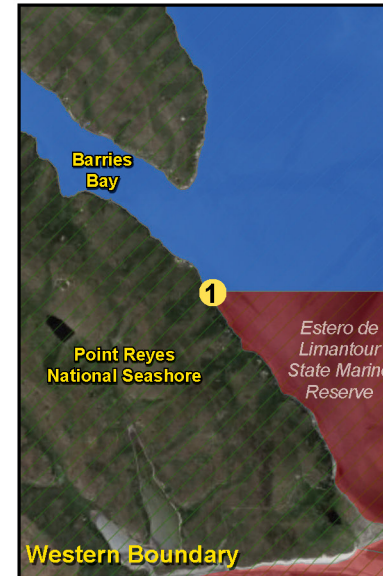 Barries
Bay
1
Estero de
Limantour
State Marine
Reserve
Point Reyes
National Seashore
Western Boundary